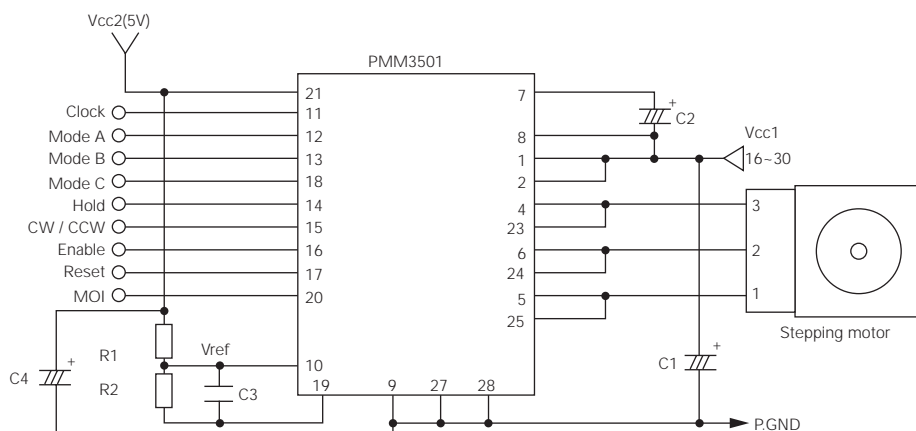 Vcc2(5V)
PMM3501
Clock
Mode A
Mode B
Mode C
Hold
CW / CCW
Enable
Reset
MOI
21
11
12
13
18
14
15
16
17
20
10
19
9
27
28
7
8
1
2
4
23
6
24
5
25
+
C2
Vcc1
16~30
3
2
1
Stepping motor
R1
R2
Vref
C3
+
C4
+
C1
P.GND